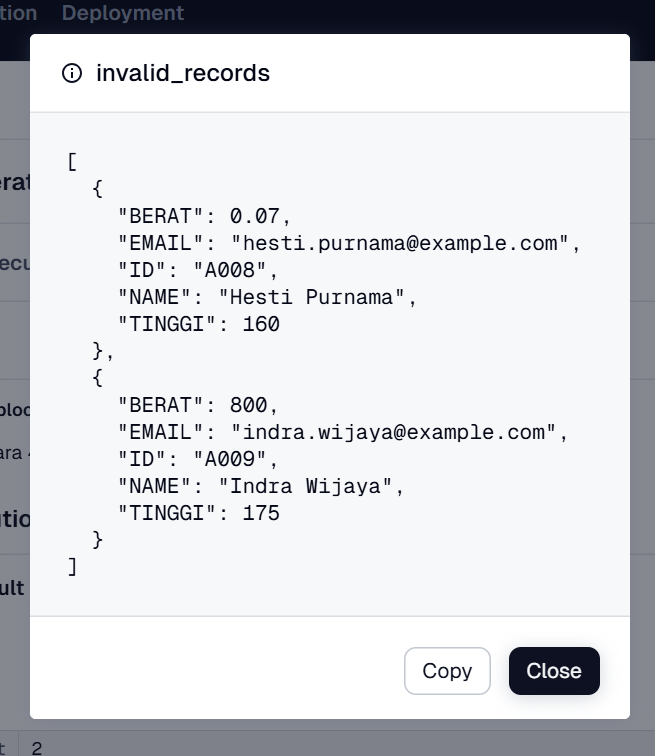 Deployment
invalid_records
[
  {
    "BERAT": 0.07,
    "EMAIL": "hesti.purnama@example.com",
    "ID": "A008",
    "NAME": "Hesti Purnama",
    "TINGGI": 160
  },
  {
    "BERAT": 800,
    "EMAIL": "indra.wijaya@example.com",
    "ID": "A009",
    "NAME": "Indra Wijaya",
    "TINGGI": 175
  }
]
Copy
Close
2